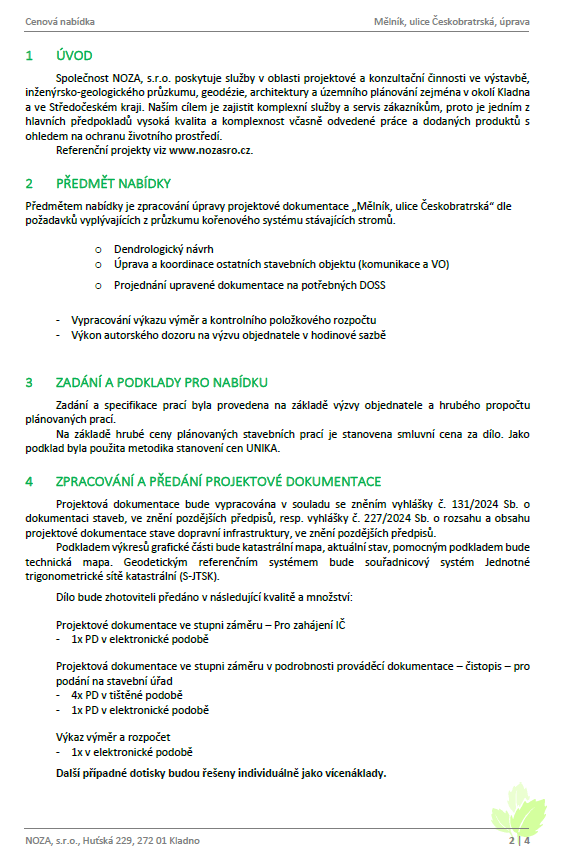 Cenová nabídka Mělník, ulice Českobratrská, úprava
1 ÚVOD
Společnost NOZA, s.r.o. poskytuje služby v oblasti projektové a konzultační činnosti ve výstavbě,
inženýrsko-geologického průzkumu, geodézie, architektury a územního plánování zejména v okolí Kladna
a ve Středočeském kraji. Naším cílem je zajistit komplexní služby a servis zákazníkům, proto je jedním z
hlavních předpokladů vysoká kvalita a komplexnost včasně odvedené práce a dodaných produktů s
ohledem na ochranu životního prostředí.
Referenční projekty viz www.nozasro.cz.
2 PŘEDMĚT NABÍDKY
Předmětem nabídky je zpracování úpravy projektové dokumentace „Mělník, ulice Českobratrská“ dle
požadavků vyplývajících z průzkumu kořenového systému stávajících stromů.
o Dendrologický návrh
o Úprava a koordinace ostatních stavebních objektu (komunikace a VO)
o Projednání upravené dokumentace na potřebných DOSS
- Vypracování výkazu výměr a kontrolního položkového rozpočtu
- Výkon autorského dozoru na výzvu objednatele v hodinové sazbě
3 ZADÁNÍ A PODKLADY PRO NABÍDKU
Zadání a specifikace prací byla provedena na základě výzvy objednatele a hrubého propočtu
plánovaných prací.
Na základě hrubé ceny plánovaných stavebních prací je stanovena smluvní cena za dílo. Jako
podklad byla použita metodika stanovení cen UNIKA.
4 ZPRACOVÁNÍ A PŘEDÁNÍ PROJEKTOVÉ DOKUMENTACE
Projektová dokumentace bude vypracována v souladu se zněním vyhlášky č. 131/2024 Sb. o
dokumentaci staveb, ve znění pozdějších předpisů, resp. vyhlášky č. 227/2024 Sb. o rozsahu a obsahu
projektové dokumentace stave dopravní infrastruktury, ve znění pozdějších předpisů.
Podkladem výkresů grafické části bude katastrální mapa, aktuální stav, pomocným podkladem bude
technická mapa. Geodetickým referenčním systémem bude souřadnicový systém Jednotné
trigonometrické sítě katastrální (S-JTSK).
Dílo bude zhotoviteli předáno v následující kvalitě a množství:
Projektové dokumentace ve stupni záměru – Pro zahájení IČ
- 1x PD v elektronické podobě
Projektová dokumentace ve stupni záměru v podrobnosti prováděcí dokumentace – čistopis – pro
podání na stavební úřad
- 4x PD v tištěné podobě
- 1x PD v elektronické podobě
Výkaz výměr a rozpočet
- 1x v elektronické podobě
Další případné dotisky budou řešeny individuálně jako vícenáklady.
NOZA, s.r.o., Huťská 229, 272 01 Kladno 2 | 4